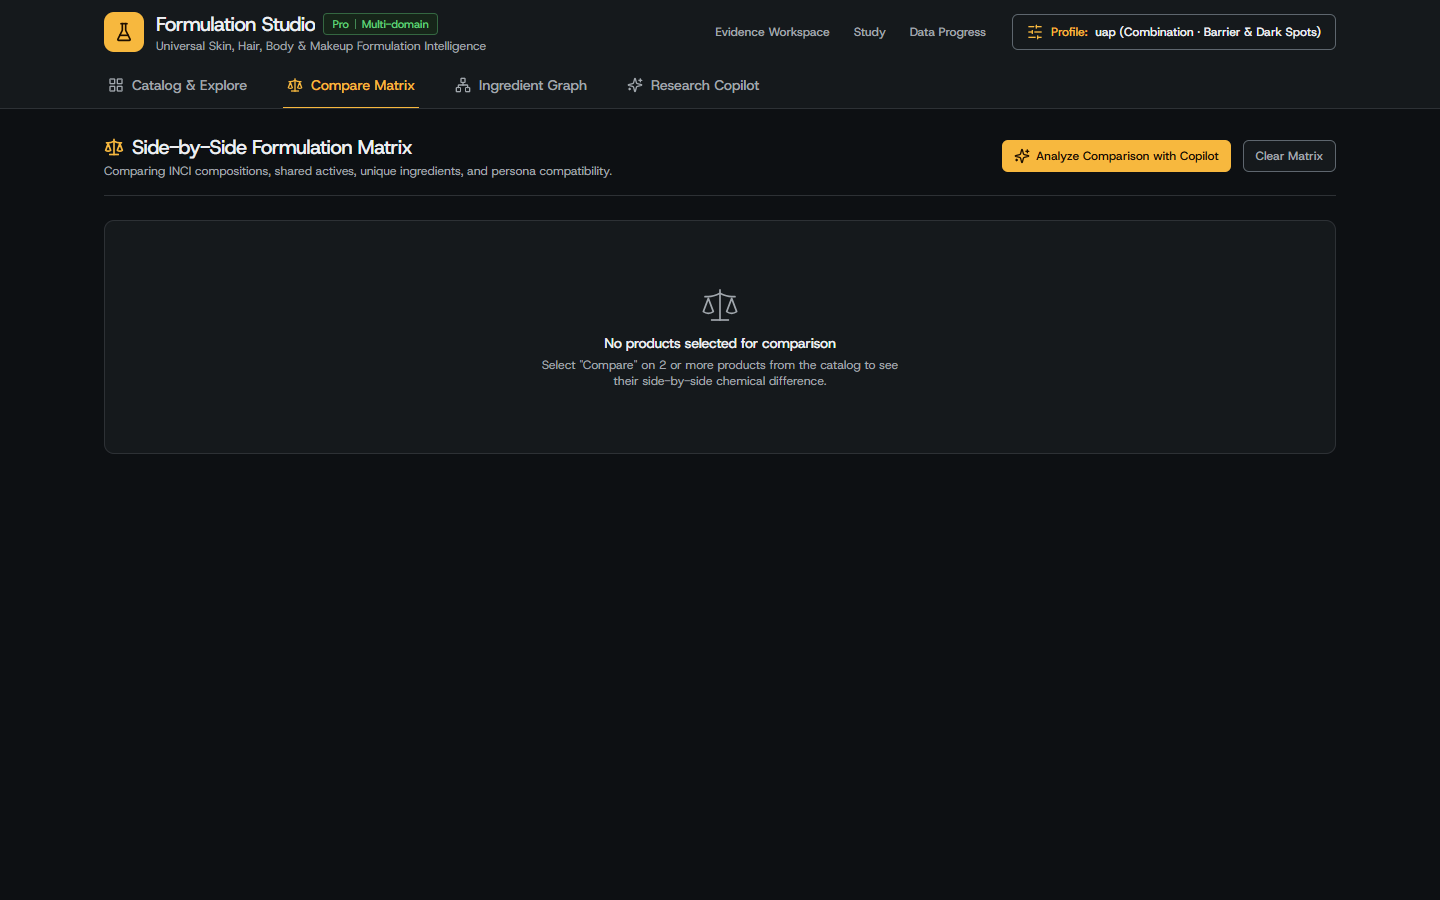 Formulation Studio
Pro | Multi-domain
Universal Skin, Hair, Body & Makeup Formulation Intelligence
Evidence Workspace
Study
Data Progress
Profile: uap (Combination · Barrier & Dark Spots)
Catalog & Explore
Compare Matrix
Ingredient Graph
Research Copilot
Side-by-Side Formulation Matrix
Comparing INCI compositions, shared actives, unique ingredients, and persona compatibility.
Analyze Comparison with Copilot
Clear Matrix
No products selected for comparison
Select "Compare" on 2 or more products from the catalog to see
their side-by-side chemical difference.